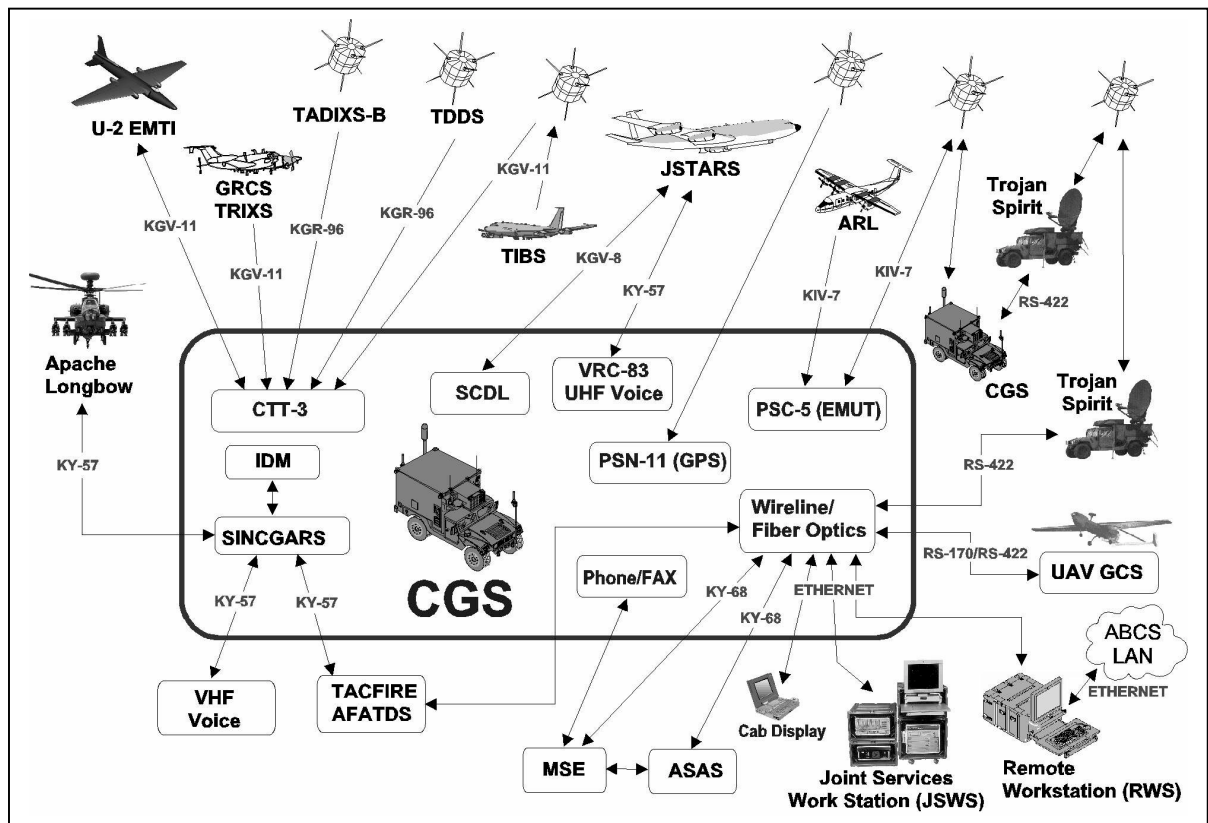 U-2 EMTI
TADIXS-B
TDDS
GRCS
TRIXS
KGV-11
JSTARS
TIBS
ARL
Trojan
Spirit
KGV-11
KGR-96
KGR-96
KGV-11
KGV-8
KY-57
KIV-7
KIV-7
RS-422
Apache
Longbow
CTT-3
SCDL
VRC-83
UHF Voice
PSC-5 (EMUT)
CGS
Trojan
Spirit
KY-57
IDM
PSN-11 (GPS)
RS-422
SINCGARS
Wireline/
Fiber Optics
CGS
Phone/FAX
RS-170/RS-422
UAV GCS
KY-57
KY-57
KY-68
KY-68
ETHERNET
ABCS
LAN
ETHERNET
VHF
Voice
TACFIRE
AFATDS
Cab Display
MSE
ASAS
Joint Services
Work Station (JSWS)
Remote
Workstation (RWS)